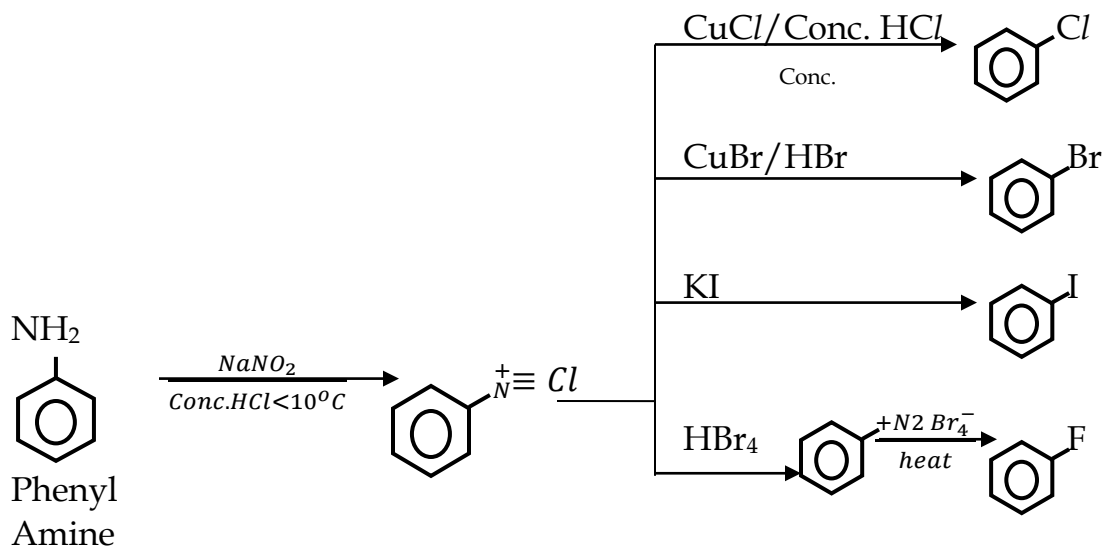 CuCl/Conc. HCl
Cl
Conc.
CuBr/HBr
Br
KI
I
NH₂
NaNO₂
Conc.HCl<10°C
N⁺≡ Cl
HBr₄
+N2 Br₄⁻
heat
F
Phenyl
Amine